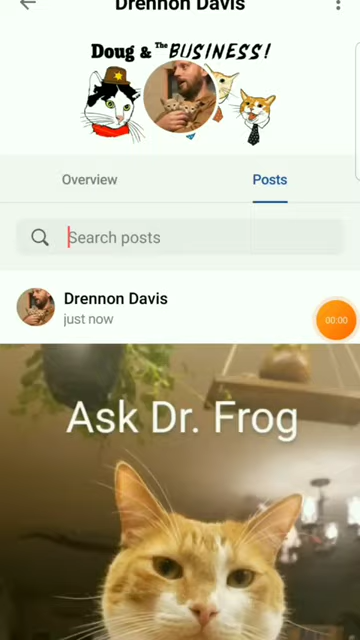 Drennon Davis
Doug & The BUSINESS!
Overview Posts
Search posts
Drennon Davis
just now
00:00
Ask Dr. Frog